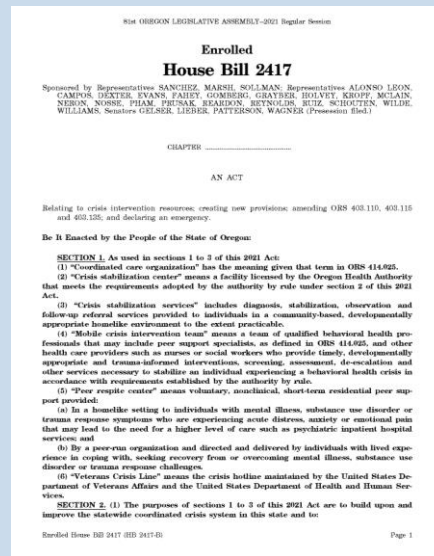 81st OREGON LEGISLATIVE ASSEMBLY--2021 Regular Session
Enrolled
House Bill 2417
Sponsored by Representatives SANCHEZ, MARSH, SOLLMAN; Representatives ALONSO LEON,
CAMPOS, DEXTER, EVANS, FAHEY, GOMBERG, GRAYBER, HOLVEY, KROPF, MCLAIN,
NERON, NOSSE, PHAM, PRUSAK, REARDON, REYNOLDS, RUIZ, SCHOUTEN, WILDE,
WILLIAMS, Senators GELSER, LIEBER, PATTERSON, WAGNER (Presession filed.)
CHAPTER .................................................
AN ACT
Relating to crisis intervention resources; creating new provisions; amending ORS 403.110, 403.115
and 403.135; and declaring an emergency.
Be It Enacted by the People of the State of Oregon:
SECTION 1. As used in sections 1 to 3 of this 2021 Act:
(1) "Coordinated care organization" has the meaning given that term in ORS 414.025.
(2) "Crisis stabilization center" means a facility licensed by the Oregon Health Authority
that meets the requirements adopted by the authority by rule under section 2 of this 2021
Act.
(3) "Crisis stabilization services" includes diagnosis, stabilization, observation and
follow-up referral services provided to individuals in a community-based, developmentally
appropriate homelike environment to the extent practicable.
(4) "Mobile crisis intervention team" means a team of qualified behavioral health pro-
fessionals that may include peer support specialists, as defined in ORS 414.025, and other
health care providers such as nurses or social workers who provide timely, developmentally
appropriate and trauma-informed interventions, screening, assessment, de-escalation and
other services necessary to stabilize an individual experiencing a behavioral health crisis in
accordance with requirements established by the authority by rule.
(5) "Peer respite center" means voluntary, nonclinical, short-term residential peer sup-
port provided:
(a) In a homelike setting to individuals with mental illness, substance use disorder or
trauma response symptoms who are experiencing acute distress, anxiety or emotional pain
that may lead to the need for a higher level of care such as psychiatric inpatient hospital
services; and
(b) By a peer-run organization and directed and delivered by individuals with lived expe-
rience in coping with, seeking recovery from or overcoming mental illness, substance use
disorder or trauma response challenges.
(6) "Veterans Crisis Line" means the crisis hotline maintained by the United States De-
partment of Veterans Affairs and the United States Department of Health and Human Ser-
vices.
SECTION 2. (1) The purposes of sections 1 to 3 of this 2021 Act are to build upon and
improve the statewide coordinated crisis system in this state and to:
Enrolled House Bill 2417 (HB 2417-B) Page 1